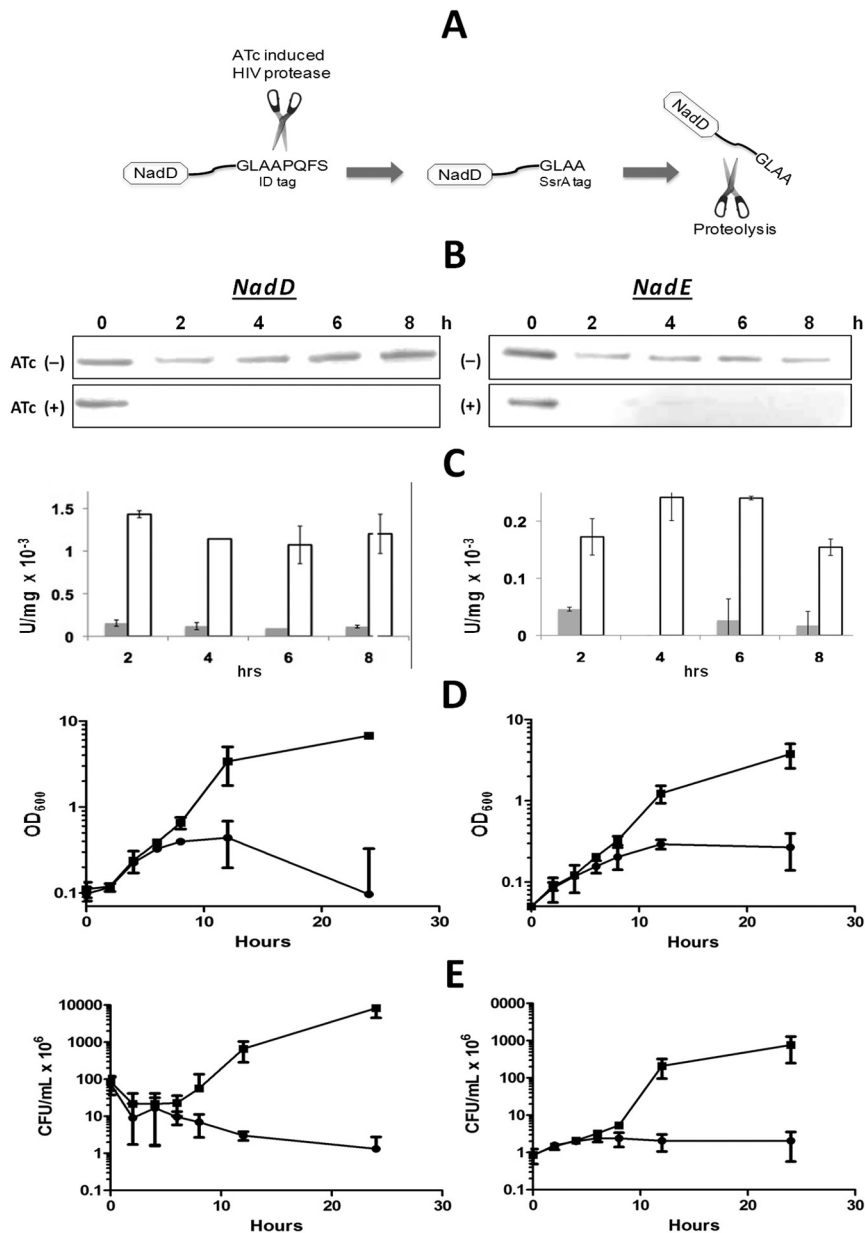 A
ATc induced
HIV protease
NadD
GLAAPQFS
ID tag
NadD
GLAA
SsrA tag
NadD
GLAA
Proteolysis
B
NadD
NadE
0 2 4 6 8 h
0 2 4 6 8 h
ATc (–)
(–)
ATc (+)
(+)
C
U/mg x 10-3
1.5
1
0.5
0
2 4 6 8
hrs
U/mg x 10-3
0.2
0.1
0
2 4 6 8
hrs
D
OD600
10
1
0.1
0 10 20 30
Hours
OD600
10
1
0.1
0 10 20 30
Hours
E
CFU/mL x 106
10000
1000
100
10
1
0.1
0 10 20 30
Hours
CFU/mL x 106
0000
1000
100
10
1
0.1
0 10 20 30
Hours